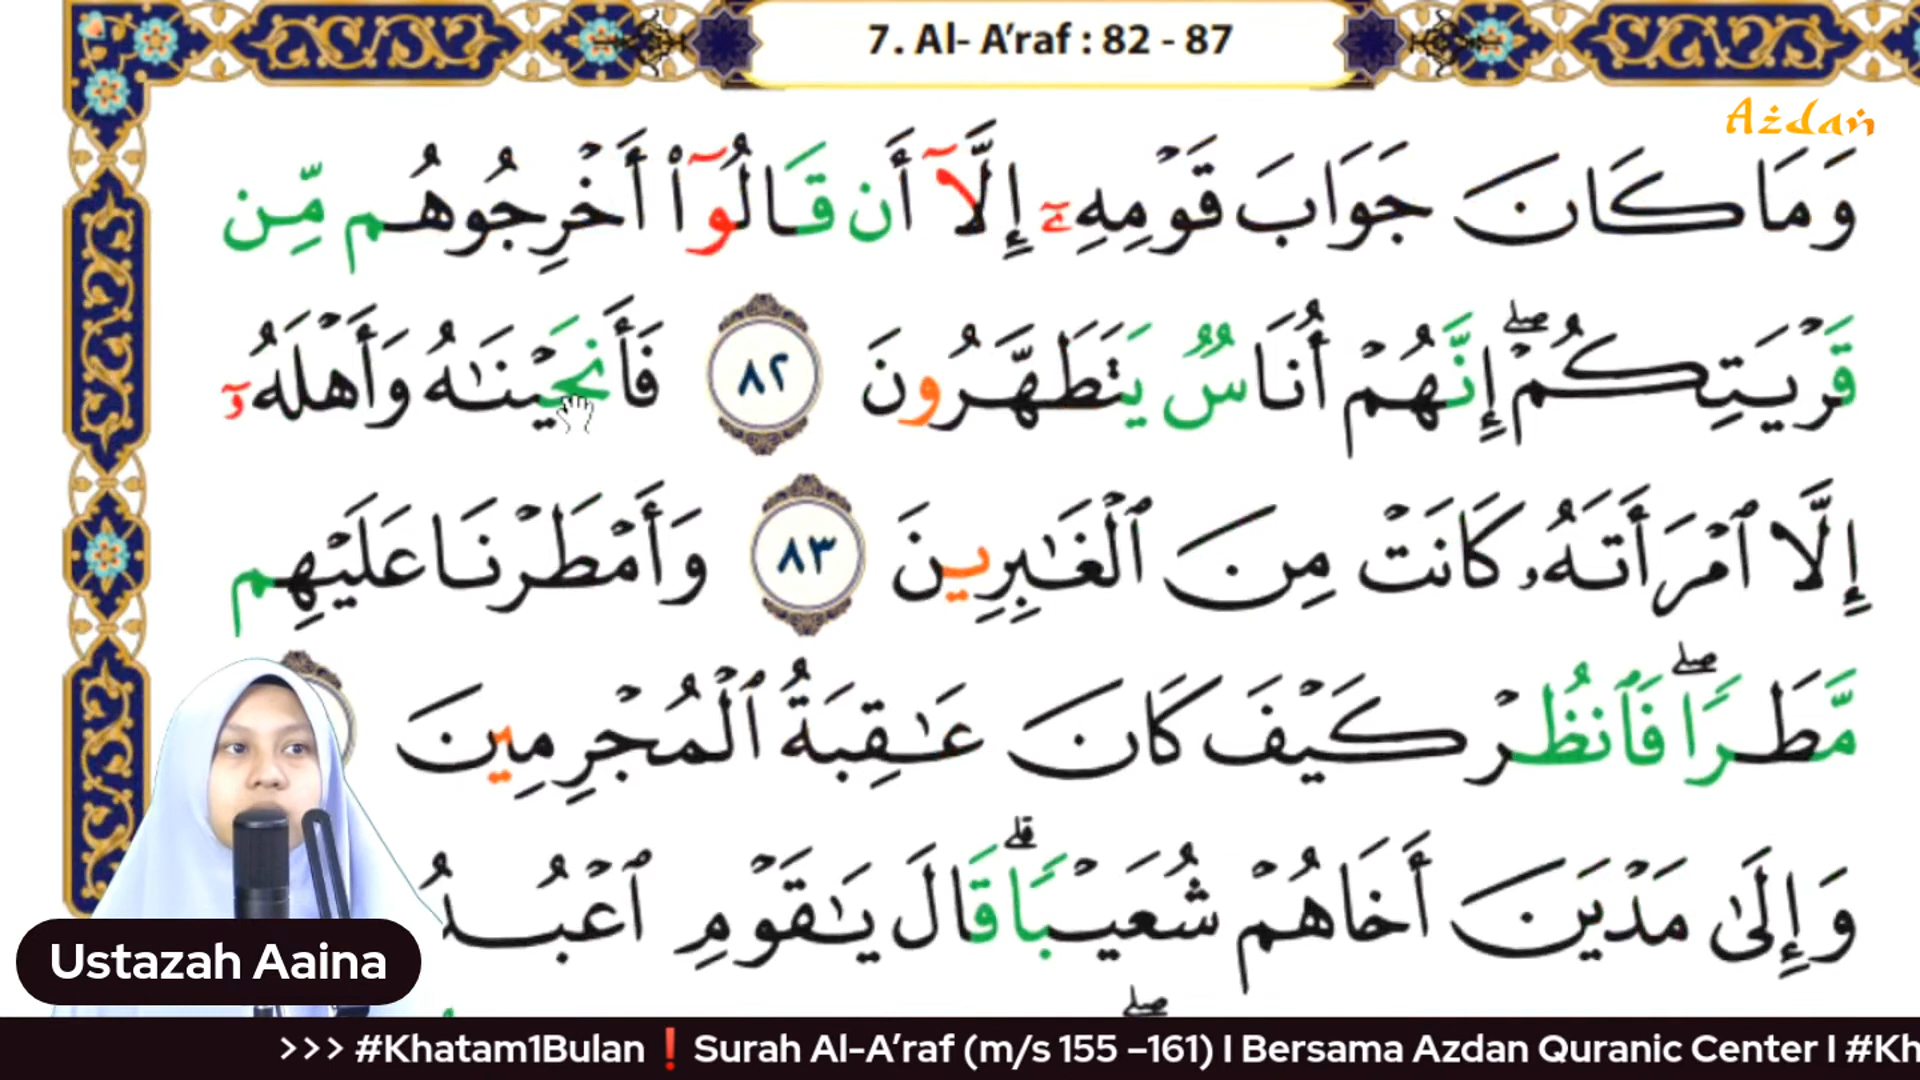 7. Al- A’raf : 82 - 87
Azdan
وَمَا كَانَ جَوَابَ قَوْمِهِۦٓ إِلَّآ أَن قَالُوٓا۟ أَخْرِجُوهُم مِّن
قَرْيَتِكُمْ ۖ إِنَّهُمْ أُنَاسٌ يَتَطَهَّرُونَ ٨٢ فَأَنجَيْنَـٰهُ وَأَهْلَهُۥٓ
إِلَّا ٱمْرَأَتَهُۥ كَانَتْ مِنَ ٱلْغَـٰبِرِينَ ٨٣ وَأَمْطَرْنَا عَلَيْهِم
مَّطَرًا ۖ فَٱنظُرْ كَيْفَ كَانَ عَـٰقِبَةُ ٱلْمُجْرِمِينَ
وَإِلَىٰ مَدْيَنَ أَخَاهُمْ شُعَيْبًا ۗ قَالَ يَـٰقَوْمِ ٱعْبُدُ
Ustazah Aaina
>>> #Khatam1Bulan❗Surah Al-A’raf (m/s 155 –161) I Bersama Azdan Quranic Center I #Kh